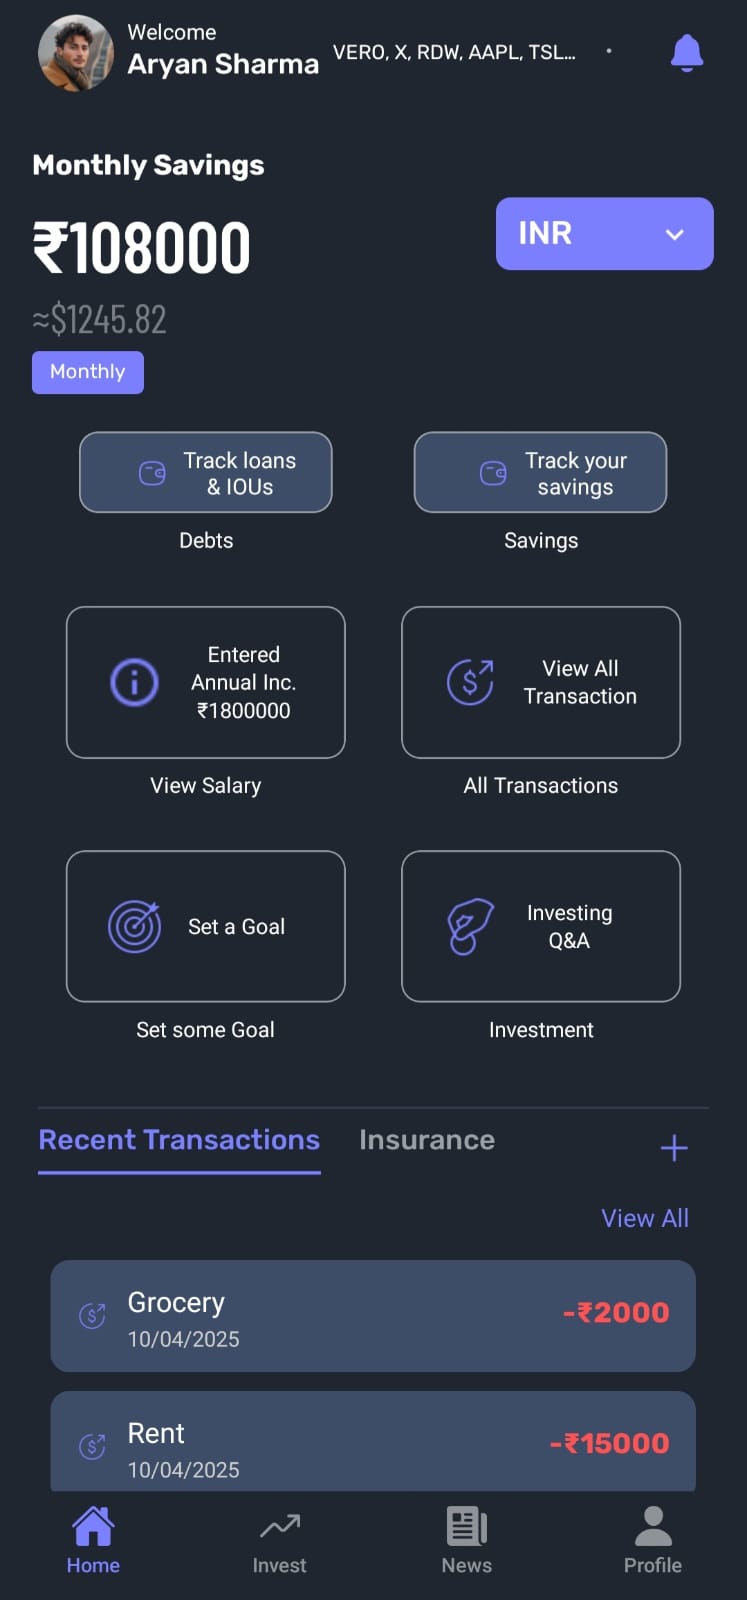 Welcome
Aryan Sharma
VERO, X, RDW, AAPL, TSL...
Monthly Savings
₹108000
INR
≈$1245.82
Monthly
Track loans
& IOUs
Debts
Track your
savings
Savings
Entered
Annual Inc.
₹1800000
View Salary
View All
Transaction
All Transactions
Set a Goal
Set some Goal
Investing
Q&A
Investment
Recent Transactions
Insurance
+
View All
Grocery
10/04/2025
-₹2000
Rent
10/04/2025
-₹15000
Home
Invest
News
Profile